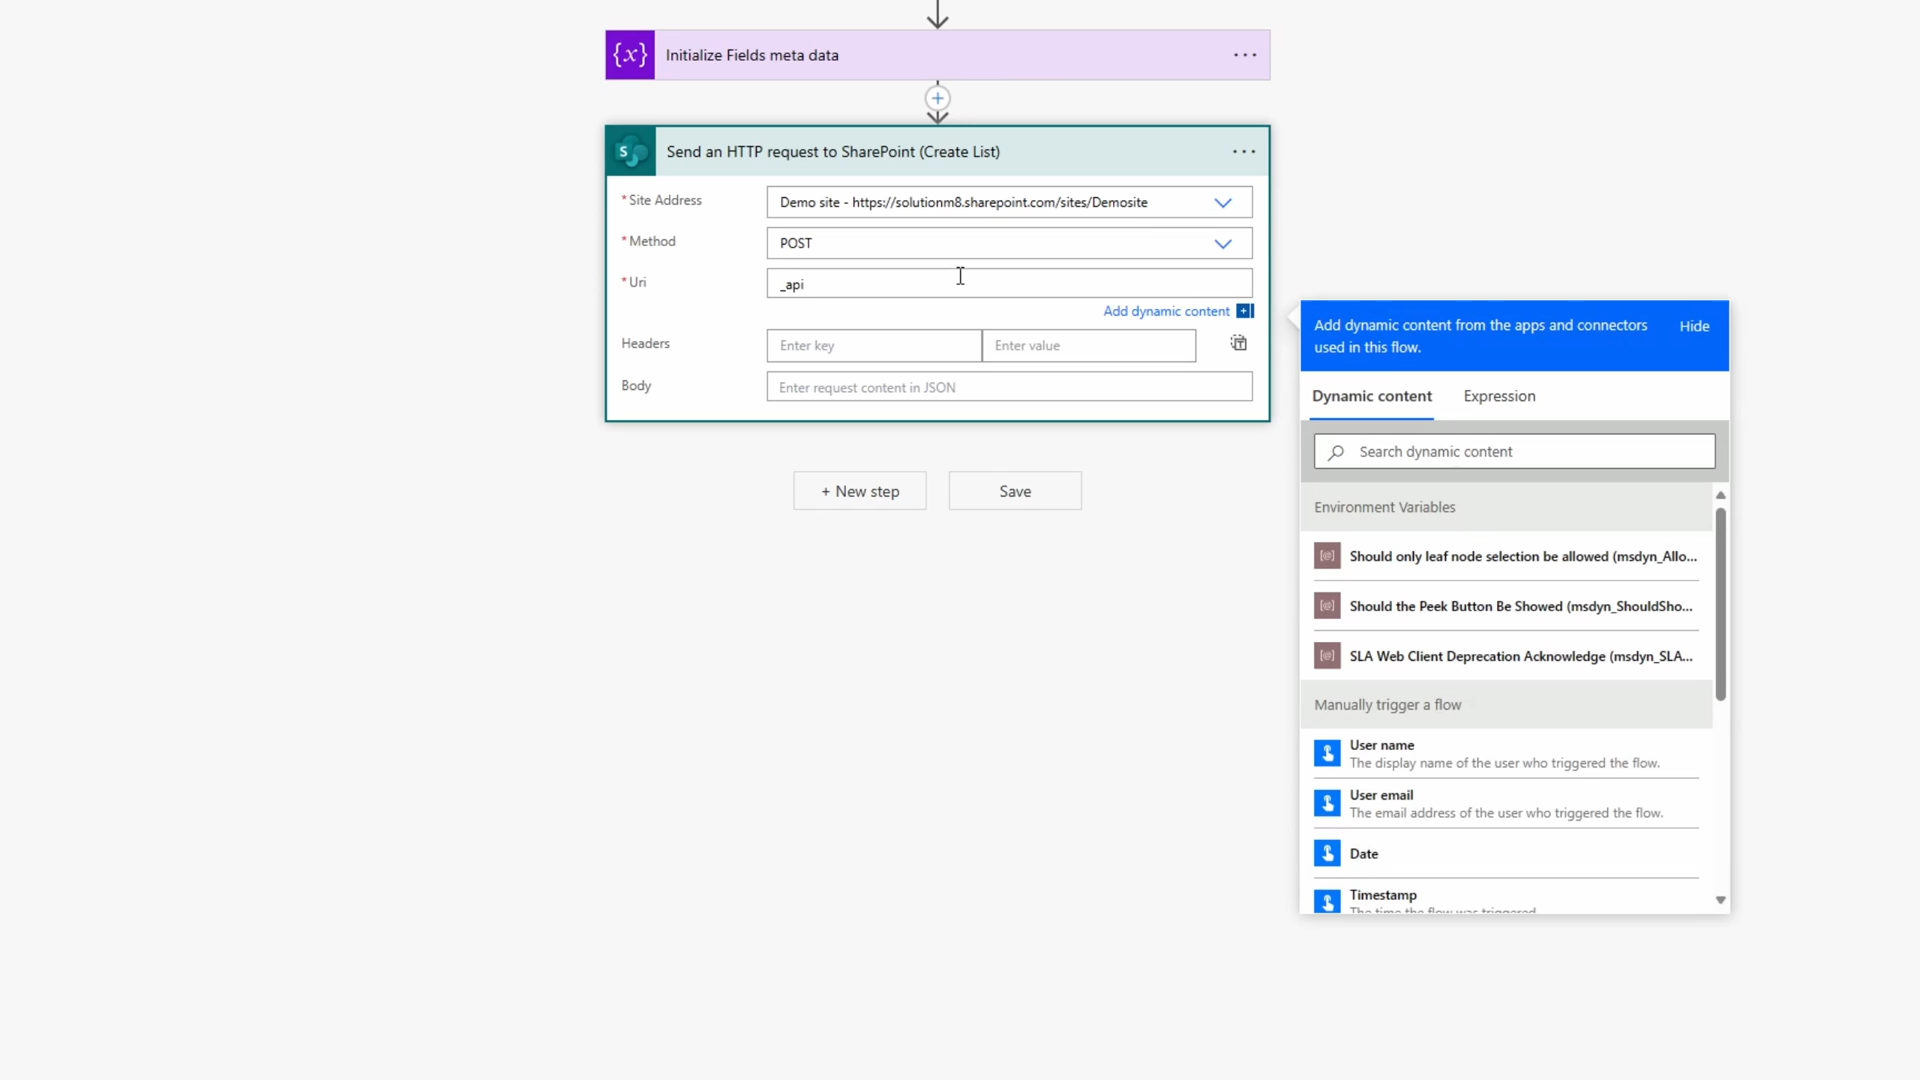 {x} Initialize Fields meta data ...
S Send an HTTP request to SharePoint (Create List) ...
* Site Address Demo site - https://solutionm8.sharepoint.com/sites/Demosite
* Method POST
* Uri _api
Add dynamic content
Headers Enter key Enter value
Body Enter request content in JSON
+ New step Save
Add dynamic content from the apps and connectors
used in this flow.
Hide
Dynamic content Expression
Search dynamic content
Environment Variables
Should only leaf node selection be allowed (msdyn_Allo...
Should the Peek Button Be Showed (msdyn_ShouldSho...
SLA Web Client Deprecation Acknowledge (msdyn_SLA...
Manually trigger a flow
User name
The display name of the user who triggered the flow.
User email
The email address of the user who triggered the flow.
Date
Timestamp
The time the flow was triggered.